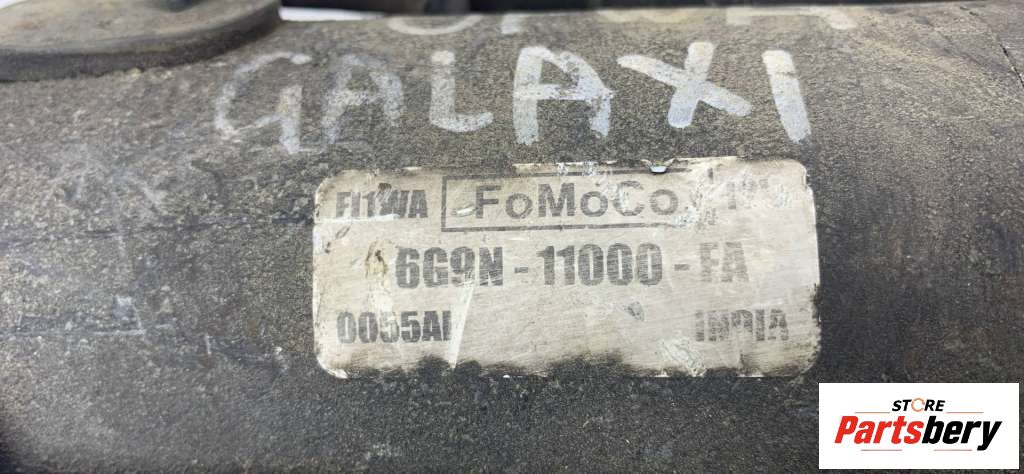 GALAXI
FoMoCo
6G9N-11000-FA
0055AI
INDIA
STORE
Partsbery